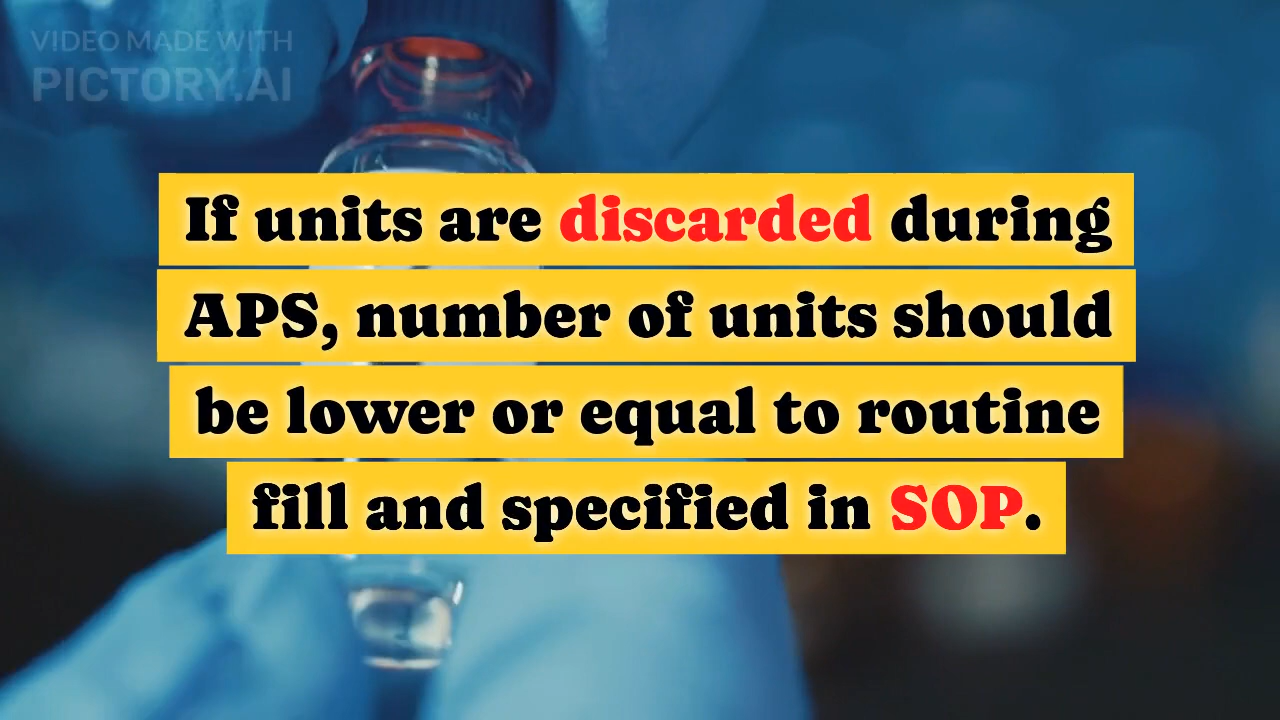 VIDEO MADE WITH
PICTORY.AI
If units are discarded during
APS, number of units should
be lower or equal to routine
fill and specified in SOP.